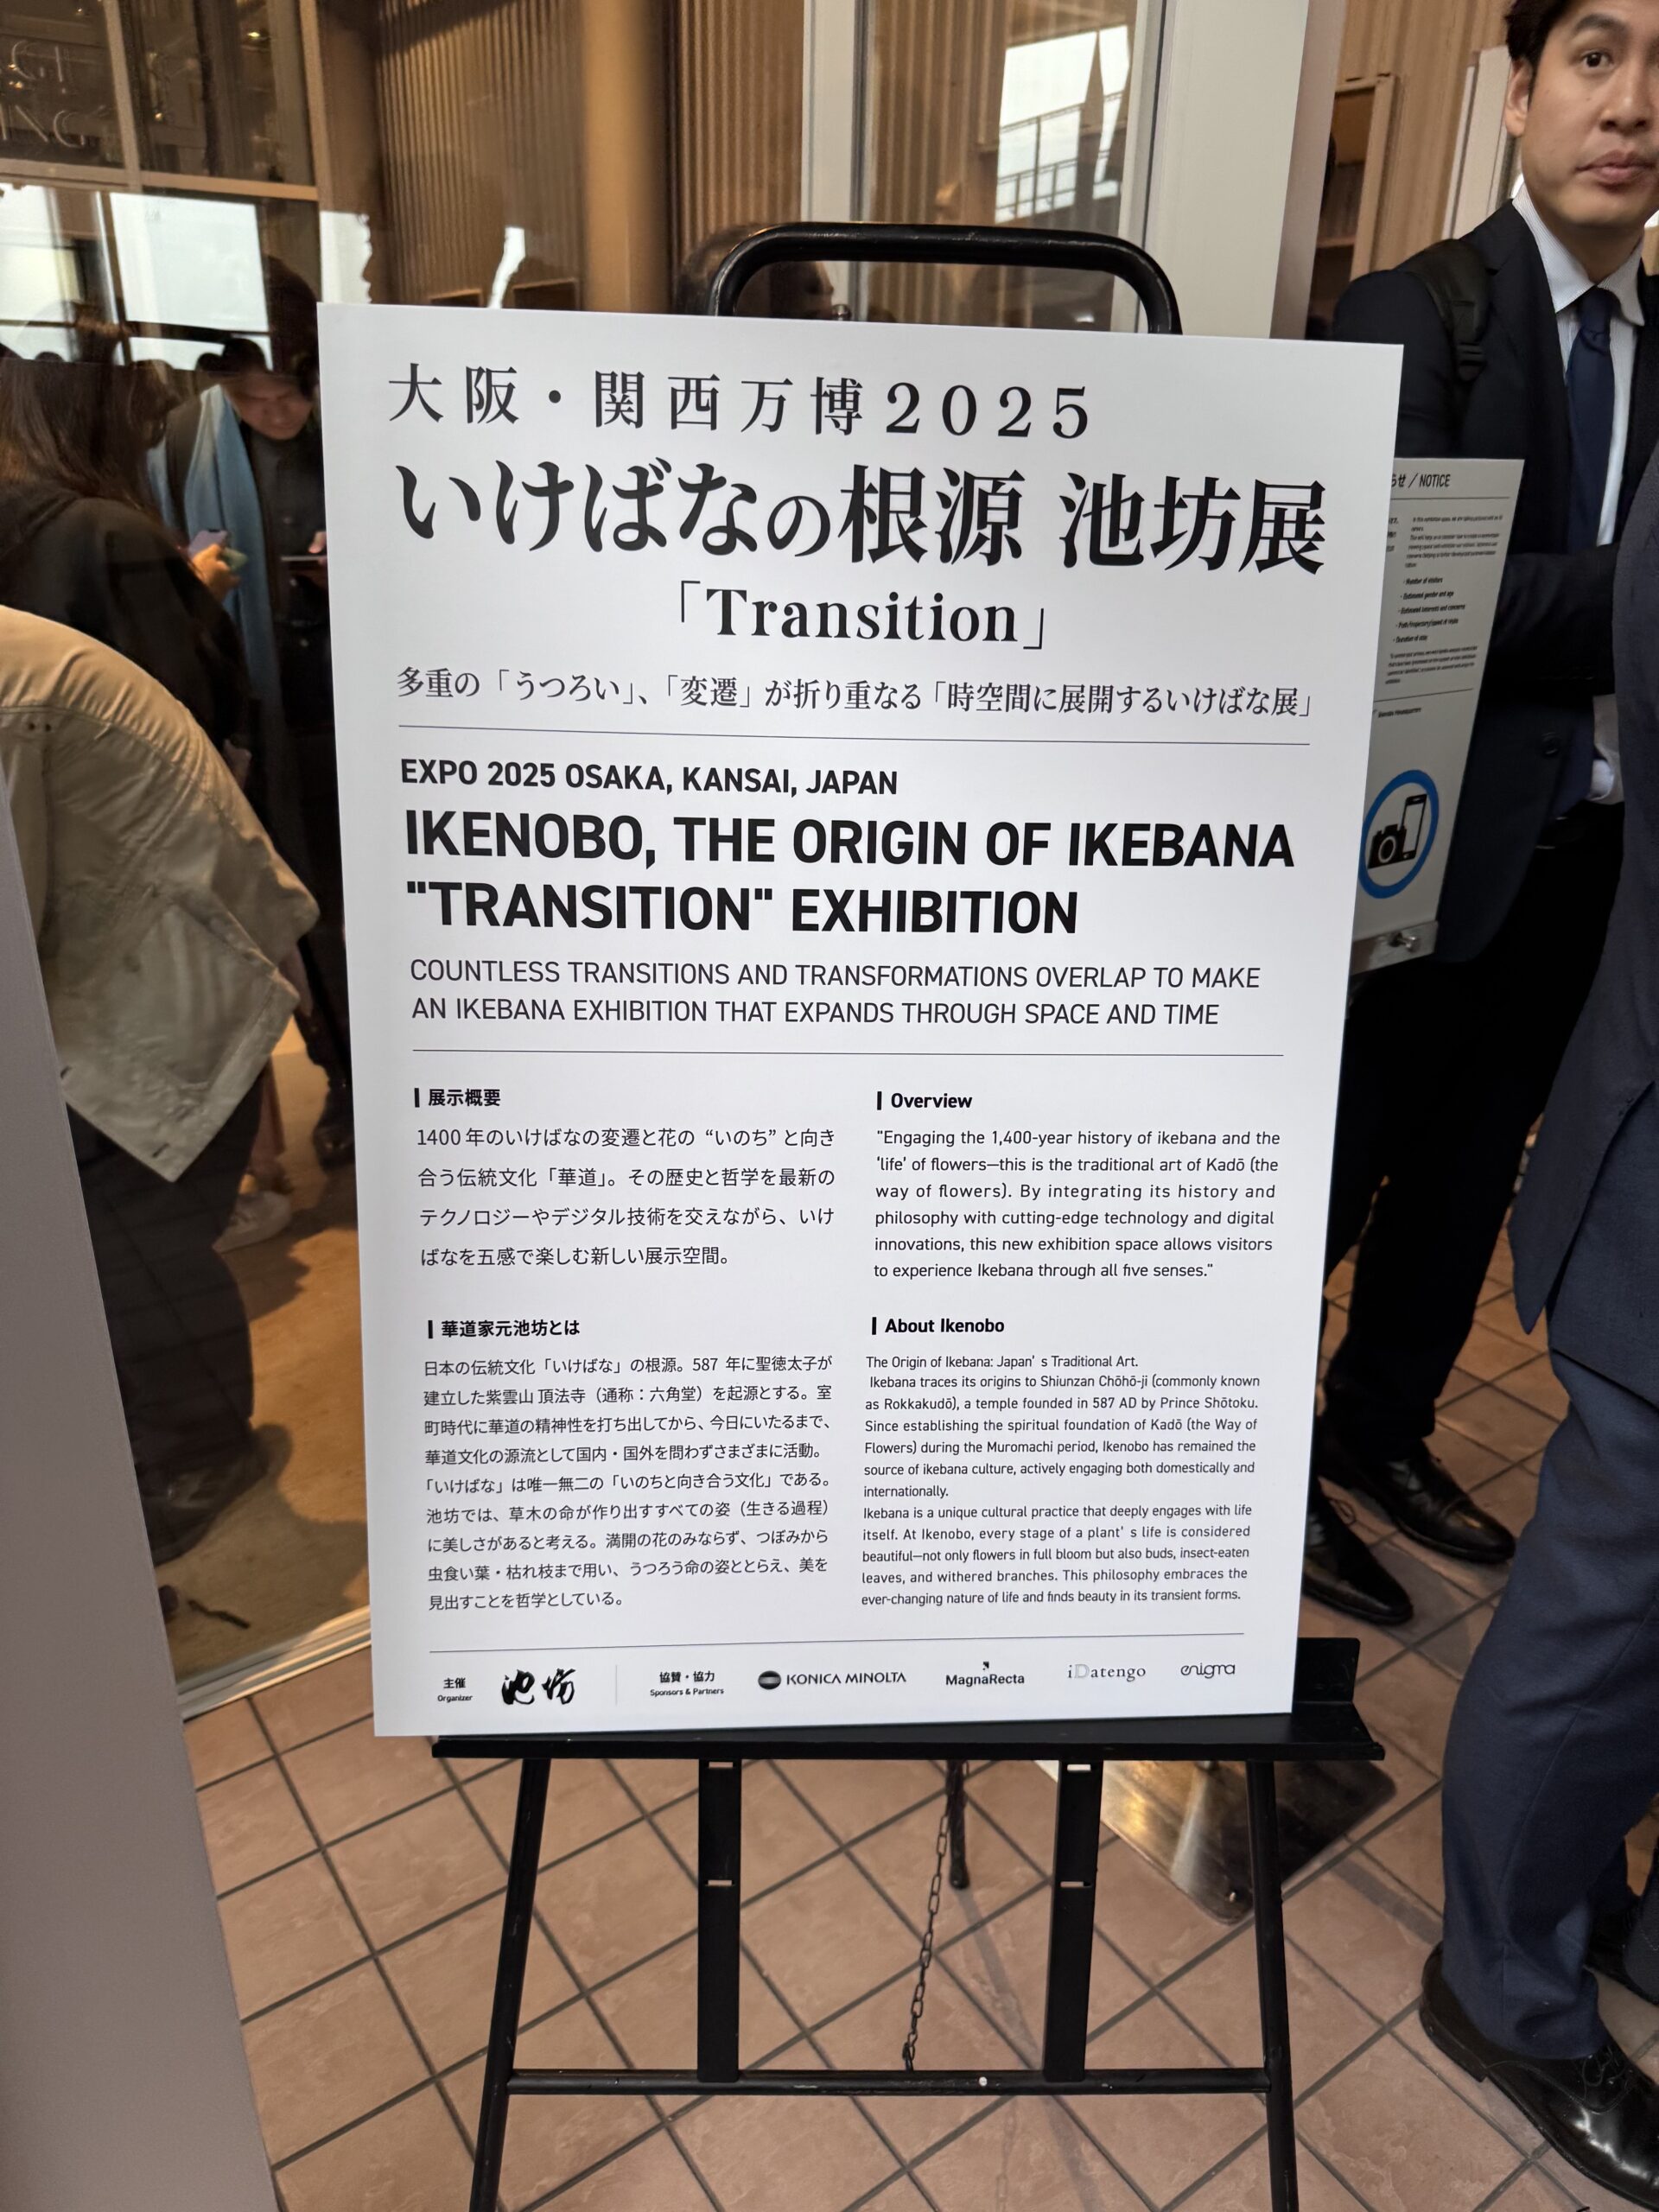 大阪・関西万博2025
いけばなの根源 池坊展
「Transition」
多重の「うつろい」、「変遷」が折り重なる「時空間に展開するいけばな展」
EXPO 2025 OSAKA, KANSAI, JAPAN
IKENOBO, THE ORIGIN OF IKEBANA
"TRANSITION" EXHIBITION
COUNTLESS TRANSITIONS AND TRANSFORMATIONS OVERLAP TO MAKE
AN IKEBANA EXHIBITION THAT EXPANDS THROUGH SPACE AND TIME
展示概要
1400年のいけばなの変遷と花の “いのち” と向き
合う伝統文化「華道」。その歴史と哲学を最新の
テクノロジーやデジタル技術を交えながら、いけ
ばなを五感で楽しむ新しい展示空間。
Overview
"Engaging the 1,400-year history of ikebana and the
‘life’ of flowers—this is the traditional art of Kadō (the
way of flowers). By integrating its history and
philosophy with cutting-edge technology and digital
innovations, this new exhibition space allows visitors
to experience Ikebana through all five senses."
華道家元池坊とは
日本の伝統文化「いけばな」の根源。587 年に聖徳太子が
建立した紫雲山 頂法寺（通称：六角堂）を起源とする。室
町時代に華道の精神性を打ち出してから、今日にいたるまで、
華道文化の源流として国内・国外を問わずさまざまに活動。
「いけばな」は唯一無二の「いのちと向き合う文化」である。
池坊では、草木の命が作り出すすべての姿（生きる過程）
に美しさがあると考える。満開の花のみならず、つぼみから
虫食い葉・枯れ枝まで用い、うつろう命の姿ととらえ、美を
見出すことを哲学としている。
About Ikenobo
The Origin of Ikebana: Japan’ s Traditional Art.
Ikebana traces its origins to Shiunzan Chōhō-ji (commonly known
as Rokkakudō), a temple founded in 587 AD by Prince Shōtoku.
Since establishing the spiritual foundation of Kadō (the Way of
Flowers) during the Muromachi period, Ikenobo has remained the
source of ikebana culture, actively engaging both domestically and
internationally.
Ikebana is a unique cultural practice that deeply engages with life
itself. At Ikenobo, every stage of a plant’ s life is considered
beautiful—not only flowers in full bloom but also buds, insect-eaten
leaves, and withered branches. This philosophy embraces the
ever-changing nature of life and finds beauty in its transient forms.
主催
Organizer
池坊
協賛・協力
Sponsors & Partners
KONICA MINOLTA
MagnaRecta
iDatengo
enigma
らせ／NOTICE
・Number of visitors
・Estimated gender and age
・Estimated interests and concerns
・Duration of stay